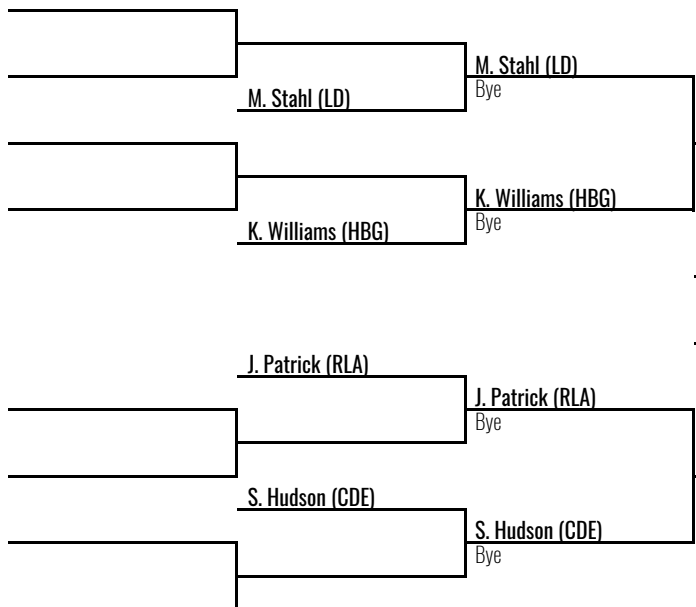 M. Stahl (LD)
M. Stahl (LD)
Bye
K. Williams (HBG)
K. Williams (HBG)
Bye
J. Patrick (RLA)
J. Patrick (RLA)
Bye
S. Hudson (CDE)
S. Hudson (CDE)
Bye